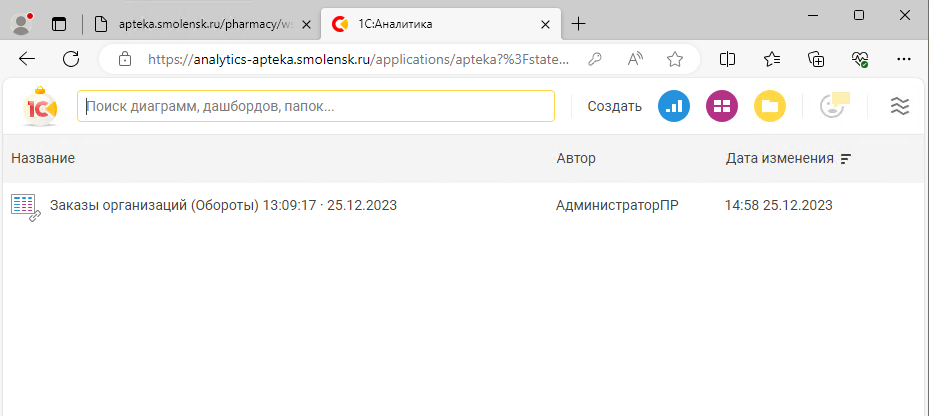 apteka.smolensk.ru/pharmacy/w
1С:Аналитика
https://analytics-apteka.smolensk.ru/applications/apteka?%3Fstate...
1С
Поиск диаграмм, дашбордов, папок...
Создать
Название
Автор
Дата изменения
Заказы организаций (Обороты) 13:09:17 · 25.12.2023
АдминистраторПР
14:58 25.12.2023